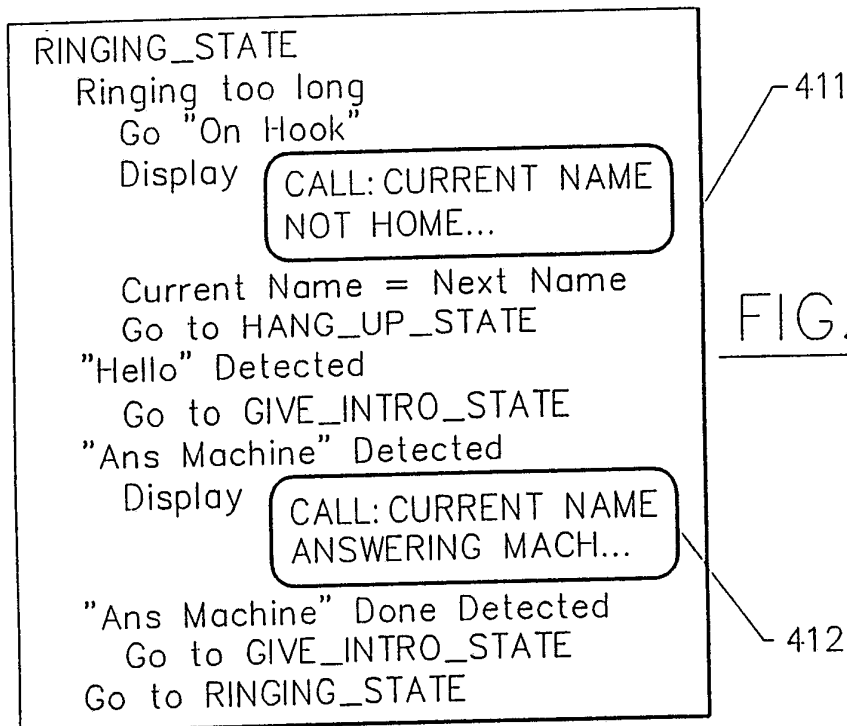 RINGING_STATE
Ringing too long
Go "On Hook"
Display
CALL: CURRENT NAME
NOT HOME...
Current Name = Next Name
Go to HANG_UP_STATE
"Hello" Detected
Go to GIVE_INTRO_STATE
"Ans Machine" Detected
Display
CALL: CURRENT NAME
ANSWERING MACH...
"Ans Machine" Done Detected
Go to GIVE_INTRO_STATE
Go to RINGING_STATE
411
FIG.
412